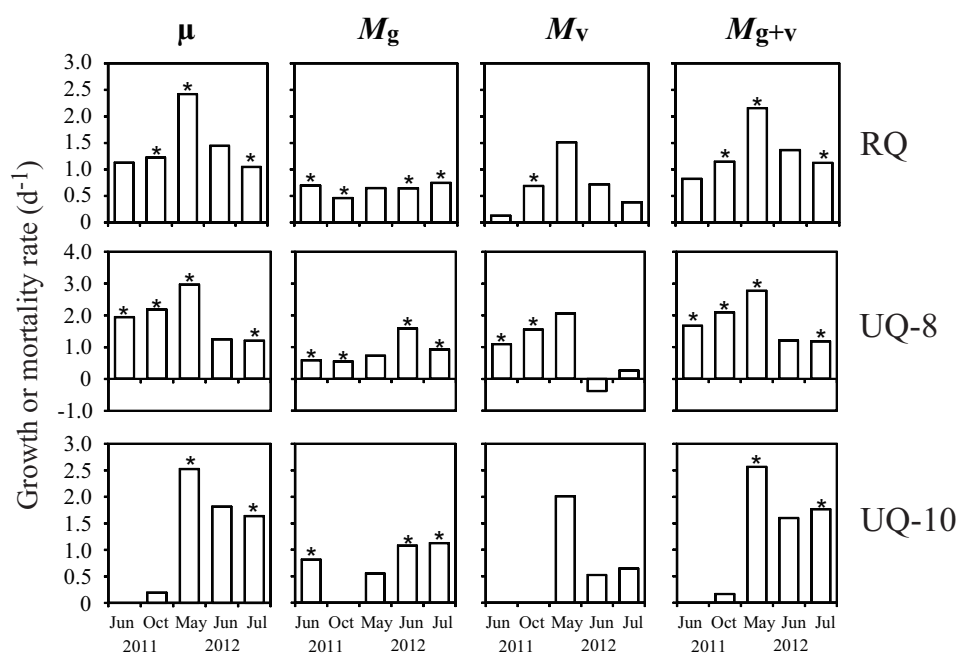 μ Mg Mv Mg+v
Growth or mortality rate (d-1)
3.0
2.5
2.0
1.5
1.0
0.5
0
* * *
* * * *
*
* * *
RQ
4.0
3.0
2.0
1.0
0
-1.0
* * * *
* * * *
* *
* * * *
UQ-8
3.0
2.5
2.0
1.5
1.0
0.5
0
* *
* * *
* *
UQ-10
Jun Oct May Jun Jul Jun Oct May Jun Jul Jun Oct May Jun Jul Jun Oct May Jun Jul
2011 2012 2011 2012 2011 2012 2011 2012